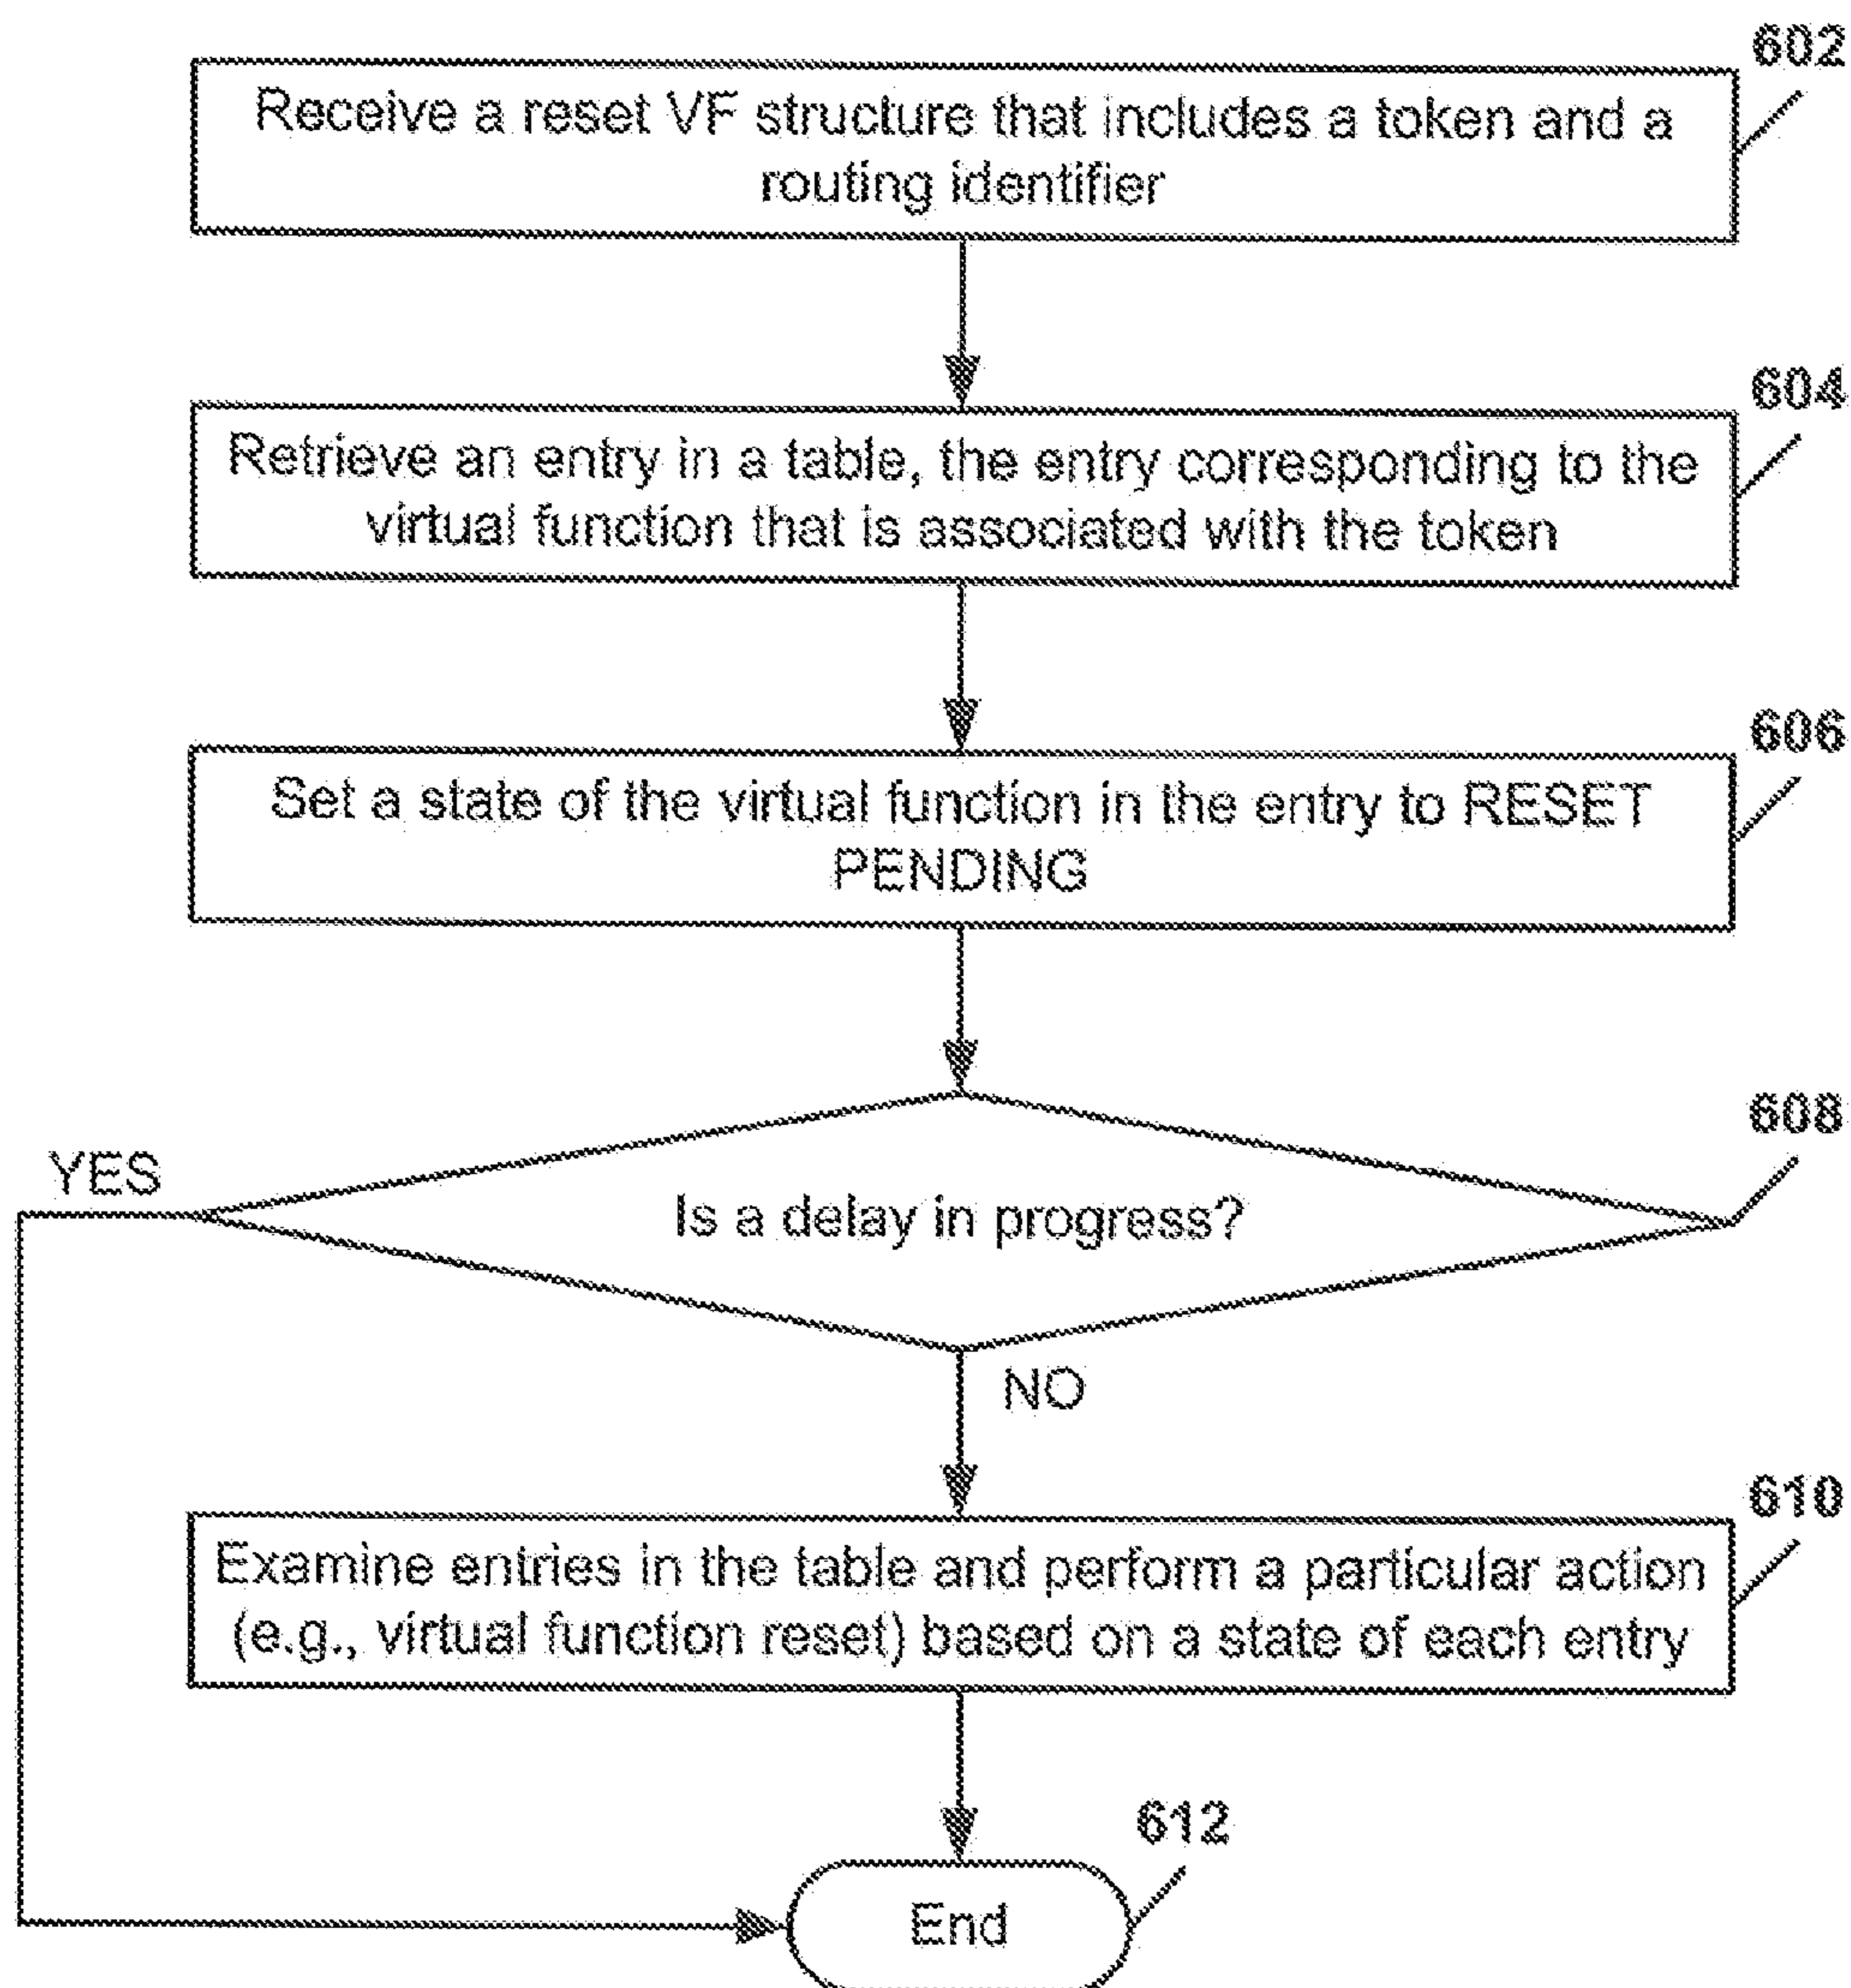 602
Receive a reset VF structure that includes a token and a
routing identifier
604
Retrieve an entry in a table, the entry corresponding to the
virtual function that is associated with the token
606
Set a state of the virtual function in the entry to RESET
PENDING
608
YES
Is a delay in progress?
NO
610
Examine entries in the table and perform a particular action
(e.g., virtual function reset) based on a state of each entry
612
End